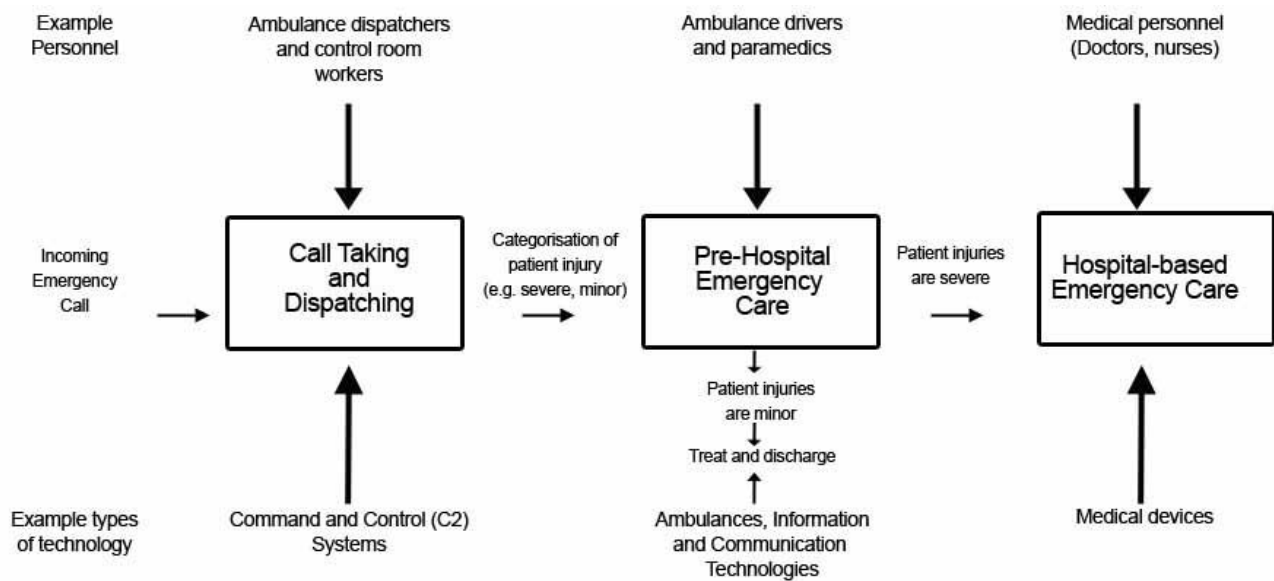 Example
Personnel
Ambulance dispatchers
and control room
workers
Ambulance drivers
and paramedics
Medical personnel
(Doctors, nurses)
Incoming
Emergency
Call
Call Taking
and
Dispatching
Categorisation of
patient injury
(e.g. severe, minor)
Pre-Hospital
Emergency
Care
Patient injuries
are severe
Hospital-based
Emergency Care
Patient injuries
are minor
Treat and discharge
Example types
of technology
Command and Control (C2)
Systems
Ambulances, Information
and Communication
Technologies
Medical devices